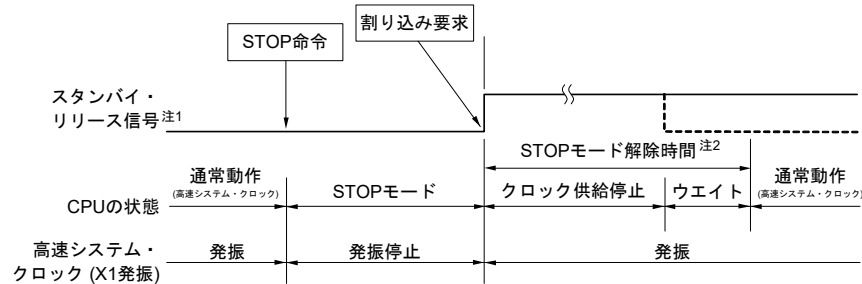 割り込み要求
STOP命令
スタンバイ・
リリース信号注1
STOPモード解除時間注2
通常動作
(高速システム・クロック)
STOPモード
クロック供給停止
ウエイト
通常動作
(高速システム・クロック)
CPUの状態
高速システム・
クロック (X1発振)
発振
発振停止
発振